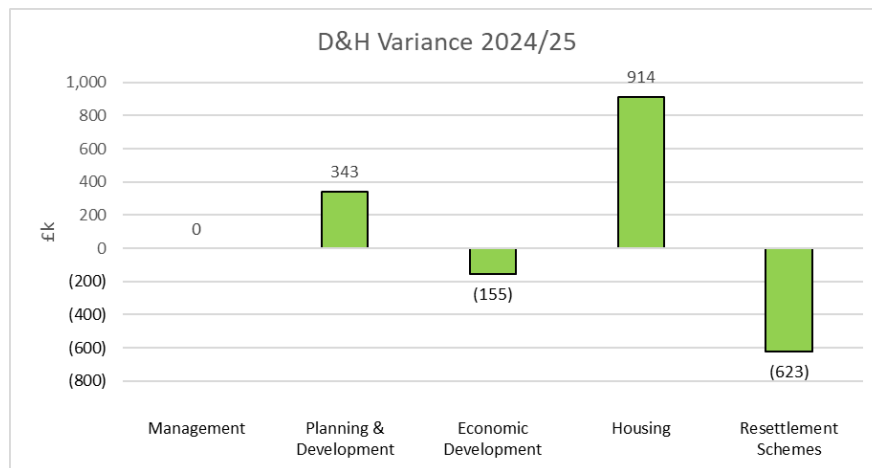 D&H Variance 2024/25
£k
1,000
800
600
400
200
0
(200)
(400)
(600)
(800)
0
343
(155)
914
(623)
Management
Planning &
Development
Economic
Development
Housing
Resettlement
Schemes